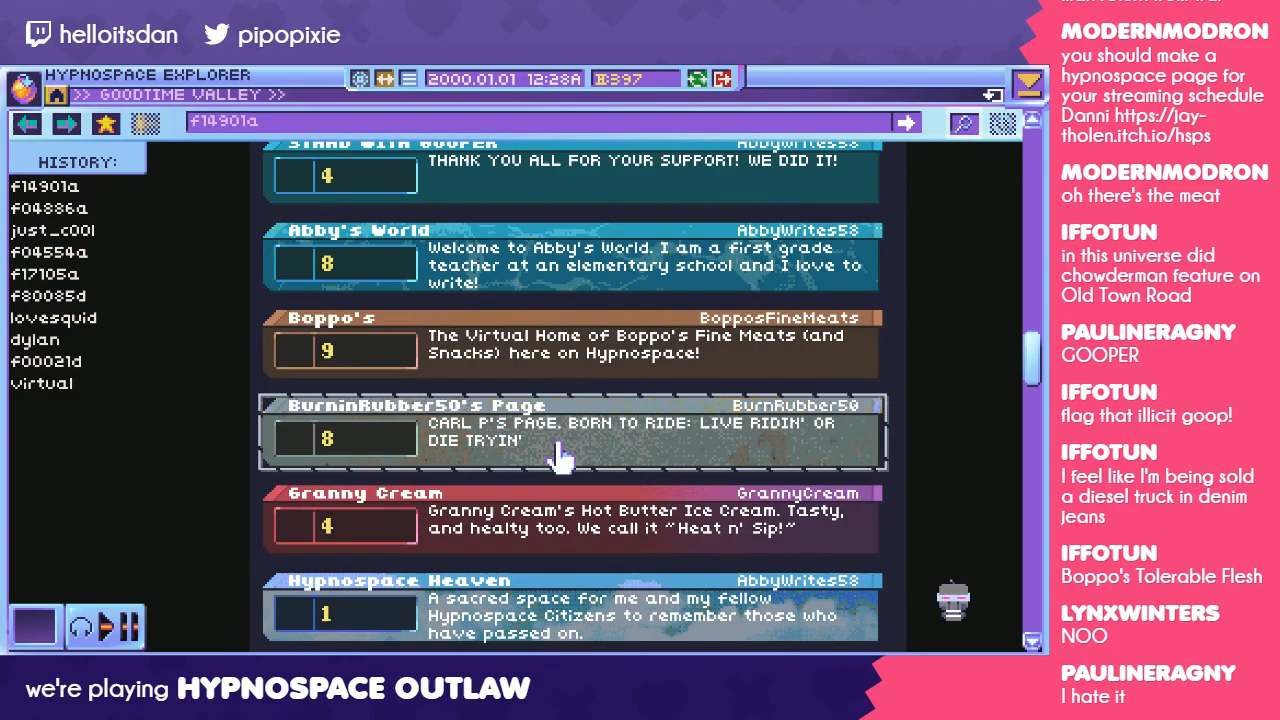 helloitsdan
pipopixie
HYPNOSPACE EXPLORER
2000.01.01 12:28A
397
>> GOODTIME VALLEY >>
f14901a
HISTORY:
f14901a
f04886a
just_c00l
f04554a
f17105a
f80085d
lovesquid
dylan
f00021d
virtual
STAND WITH GOOPER
AbbyWrites58
4
THANK YOU ALL FOR YOUR SUPPORT! WE DID IT!
Abby's World
AbbyWrites58
8
Welcome to Abby's World. I am a first grade
teacher at an elementary school and I love to
write!
Boppo's
BopposFineMeats
9
The Virtual Home of Boppo's Fine Meats (and
Snacks) here on Hypnospace!
BurninRubber50's Page
BurnRubber50
8
CARL P'S PAGE. BORN TO RIDE: LIVE RIDIN' OR
DIE TRYIN'
Granny Cream
GrannyCream
4
Granny Cream's Hot Butter Ice Cream. Tasty,
and healty too. We call it ~Heat n' Sip!~
Hypnospace Heaven
AbbyWrites58
1
A sacred space for me and my fellow
Hypnospace Citizens to remember those who
have passed on.
we're playing HYPNOSPACE OUTLAW
MODERNMODRON
you should make a
hypnospace page for
your streaming schedule
Danni https://jay-
tholen.itch.io/hsps
MODERNMODRON
oh there's the meat
IFFOTUN
in this universe did
chowderman feature on
Old Town Road
PAULINERAGNY
GOOPER
IFFOTUN
flag that illicit goop!
IFFOTUN
I feel like I'm being sold
a diesel truck in denim
jeans
IFFOTUN
Boppo's Tolerable Flesh
LYNXWINTERS
NOO
PAULINERAGNY
I hate it